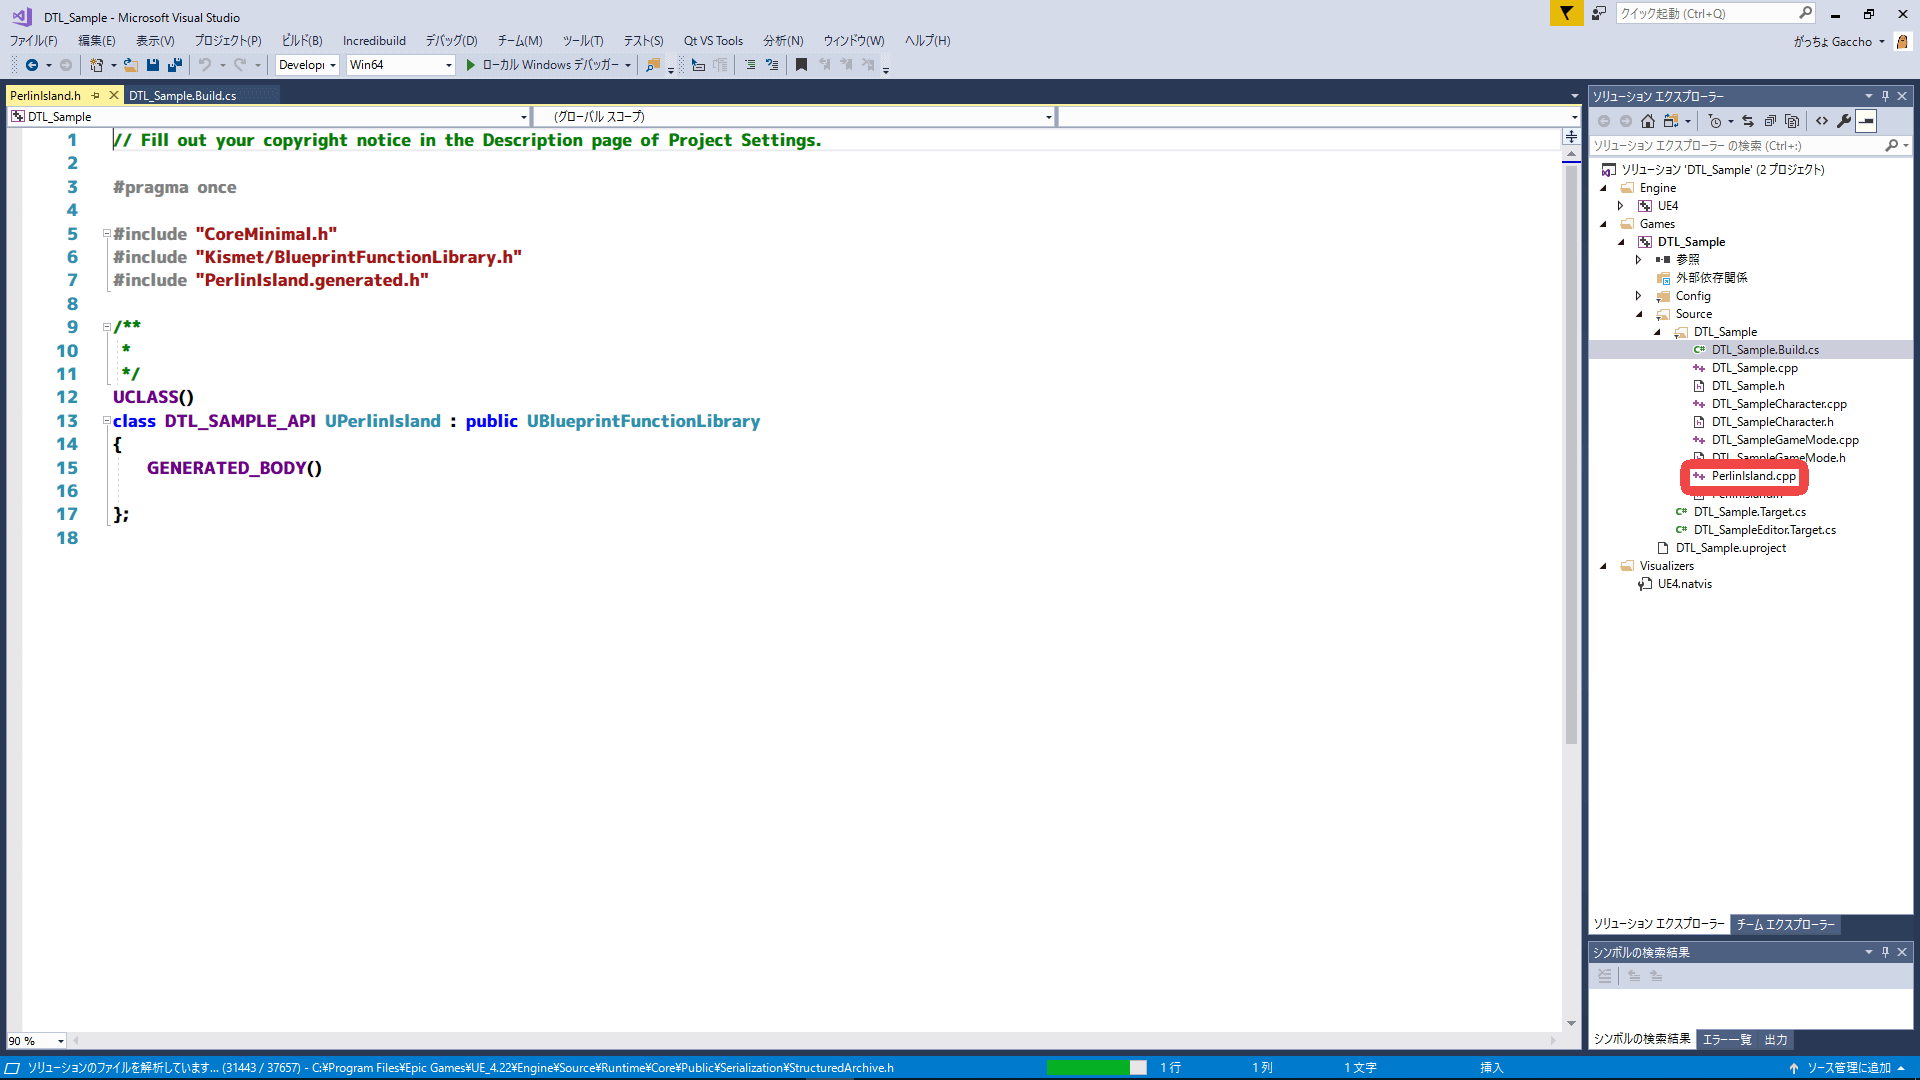 DTL_Sample - Microsoft Visual Studio
クイック起動 (Ctrl+Q)
ファイル(F) 編集(E) 表示(V) プロジェクト(P) ビルド(B) Incredibuild デバッグ(D) チーム(M) ツール(T) テスト(S) Qt VS Tools 分析(N) ウィンドウ(W) ヘルプ(H)
がっちょ Gaccho
Developı Win64 ローカル Windows デバッガー
PerlinIsland.h DTL_Sample.Build.cs
DTL_Sample (グローバル スコープ)
1 // Fill out your copyright notice in the Description page of Project Settings.
2
3 #pragma once
4
5 #include "CoreMinimal.h"
6 #include "Kismet/BlueprintFunctionLibrary.h"
7 #include "PerlinIsland.generated.h"
8
9 /**
10 *
11 */
12 UCLASS()
13 class DTL_SAMPLE_API UPerlinIsland : public UBlueprintFunctionLibrary
14 {
15 GENERATED_BODY()
16
17 };
18
90 %
ソリューション エクスプローラー
ソリューション エクスプローラー の検索 (Ctrl+:)
ソリューション 'DTL_Sample' (2 プロジェクト)
Engine
UE4
Games
DTL_Sample
参照
外部依存関係
Config
Source
DTL_Sample
DTL_Sample.Build.cs
DTL_Sample.cpp
DTL_Sample.h
DTL_SampleCharacter.cpp
DTL_SampleCharacter.h
DTL_SampleGameMode.cpp
DTL_SampleGameMode.h
PerlinIsland.cpp
PerlinIsland.h
DTL_Sample.Target.cs
DTL_SampleEditor.Target.cs
DTL_Sample.uproject
Visualizers
UE4.natvis
ソリューション エクスプローラー チーム エクスプローラー
シンボルの検索結果
シンボルの検索結果 エラー一覧 出力
ソリューションのファイルを解析しています... (31443 / 37657) - C:¥Program Files¥Epic Games¥UE_4.22¥Engine¥Source¥Runtime¥Core¥Public¥Serialization¥StructuredArchive.h
1 行 1 列 1 文字 挿入 ソース管理に追加